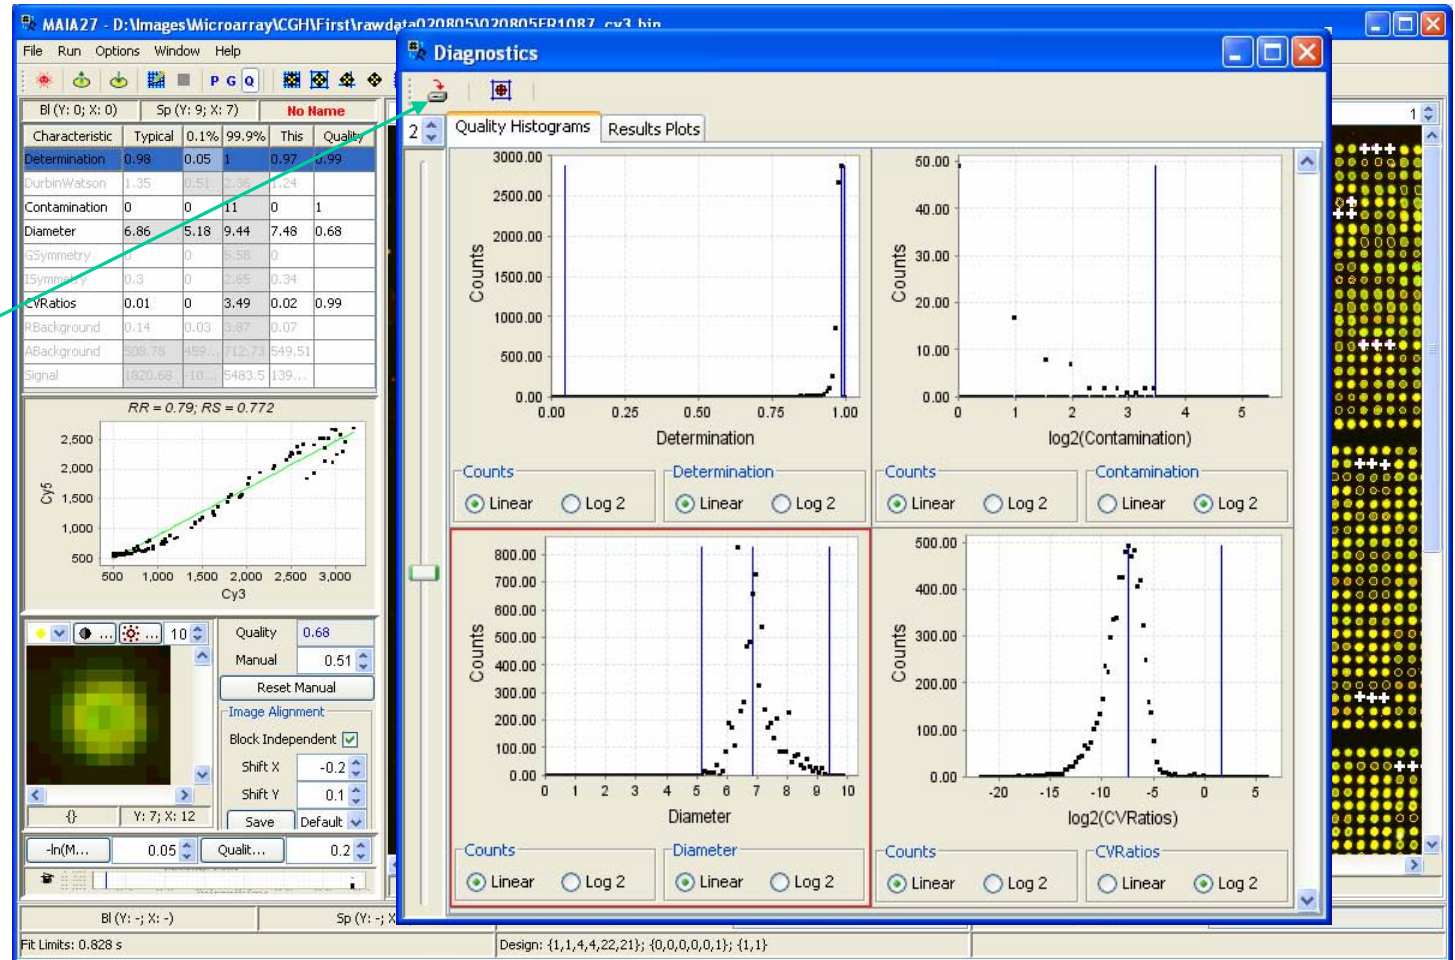 MAIA27 - D:\Images\Microarray\CGH\First\rawdata020805\020805FR1087_cy3.bin
File Run Options Window Help
P G Q
Bl (Y: 0; X: 0) Sp (Y: 9; X: 7) No Name
1
Characteristic Typical 0.1% 99.9% This Quality
Determination 0.98 0.05 1 0.97 0.99
DurbinWatson 1.35 0.51... 2.36 1.24
Contamination 0 0 11 0 1
Diameter 6.86 5.18 9.44 7.48 0.68
GSymmetry 0 0 5.58 0
ISymmetry 0.3 0 2.65 0.34
CVRatios 0.01 0 3.49 0.02 0.99
RBackground 0.14 0.03 3.87 0.07
ABackground 508.78 459... 712.73 549.51
Signal 1820.68 -10... 5483.5 139...
RR = 0.79; RS = 0.772
2,500
2,000
1,500
1,000
500
Cy5
500 1,000 1,500 2,000 2,500 3,000
Cy3
... ... 10
Quality 0.68
Manual 0.51
Reset Manual
Image Alignment
Block Independent
Shift X -0.2
Shift Y 0.1
Save Default
{} Y: 7; X: 12
-ln(M... 0.05 Qualit... 0.2
Bl (Y: -; X: -) Sp (Y: -; X
Fit Limits: 0.828 s Design: {1,1,4,4,22,21}; {0,0,0,0,0,1}; {1,1}
Diagnostics
2 Quality Histograms Results Plots
3000.00
2500.00
2000.00
1500.00
1000.00
500.00
0.00
Counts
0.00 0.25 0.50 0.75 1.00
Determination
Counts Determination
Linear Log 2 Linear Log 2
50.00
40.00
30.00
20.00
10.00
0.00
Counts
0 1 2 3 4 5
log2(Contamination)
Counts Contamination
Linear Log 2 Linear Log 2
800.00
700.00
600.00
500.00
400.00
300.00
200.00
100.00
0.00
Counts
0 1 2 3 4 5 6 7 8 9 10
Diameter
Counts Diameter
Linear Log 2 Linear Log 2
500.00
400.00
300.00
200.00
100.00
0.00
Counts
-20 -15 -10 -5 0 5
log2(CVRatios)
Counts CVRatios
Linear Log 2 Linear Log 2